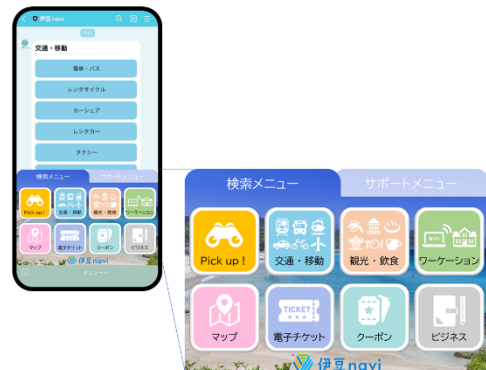 伊豆navi
今日
交通・移動
電車・バス
レンタサイクル
カーシェア
レンタカー
タクシー
検索メニュー
サポートメニュー
Pick up!
交通・移動
観光・飲食
ワーケーション
マップ
電子チケット
クーポン
ビジネス
伊豆navi
メニュー
検索メニュー
サポートメニュー
Pick up!
WiFi
交通・移動
観光・飲食
ワーケーション
TICKET
マップ
電子チケット
クーポン
ビジネス
伊豆navi